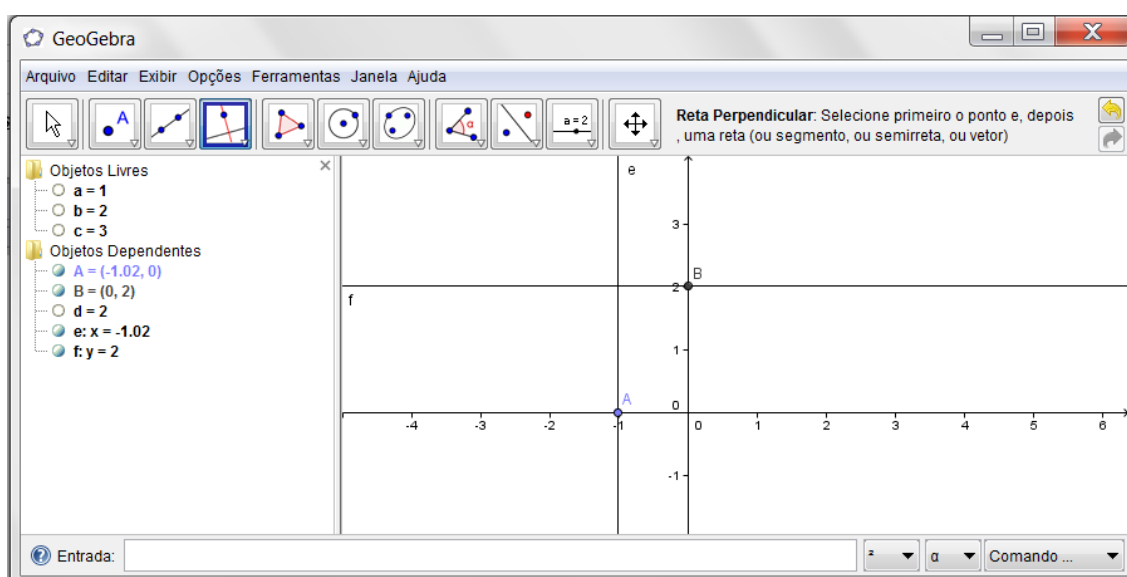 GeoGebra
Arquivo Editar Exibir Opções Ferramentas Janela Ajuda
A
α
a = 2
Reta Perpendicular: Selecione primeiro o ponto e, depois
, uma reta (ou segmento, ou semirreta, ou vetor)
Objetos Livres
a = 1
b = 2
c = 3
Objetos Dependentes
A = (-1.02, 0)
B = (0, 2)
d = 2
e: x = -1.02
f: y = 2
e
3
B
2
f
1
A
0
-4 -3 -2 -1 0 1 2 3 4 5 6
-1
Entrada:
²
α
Comando ...